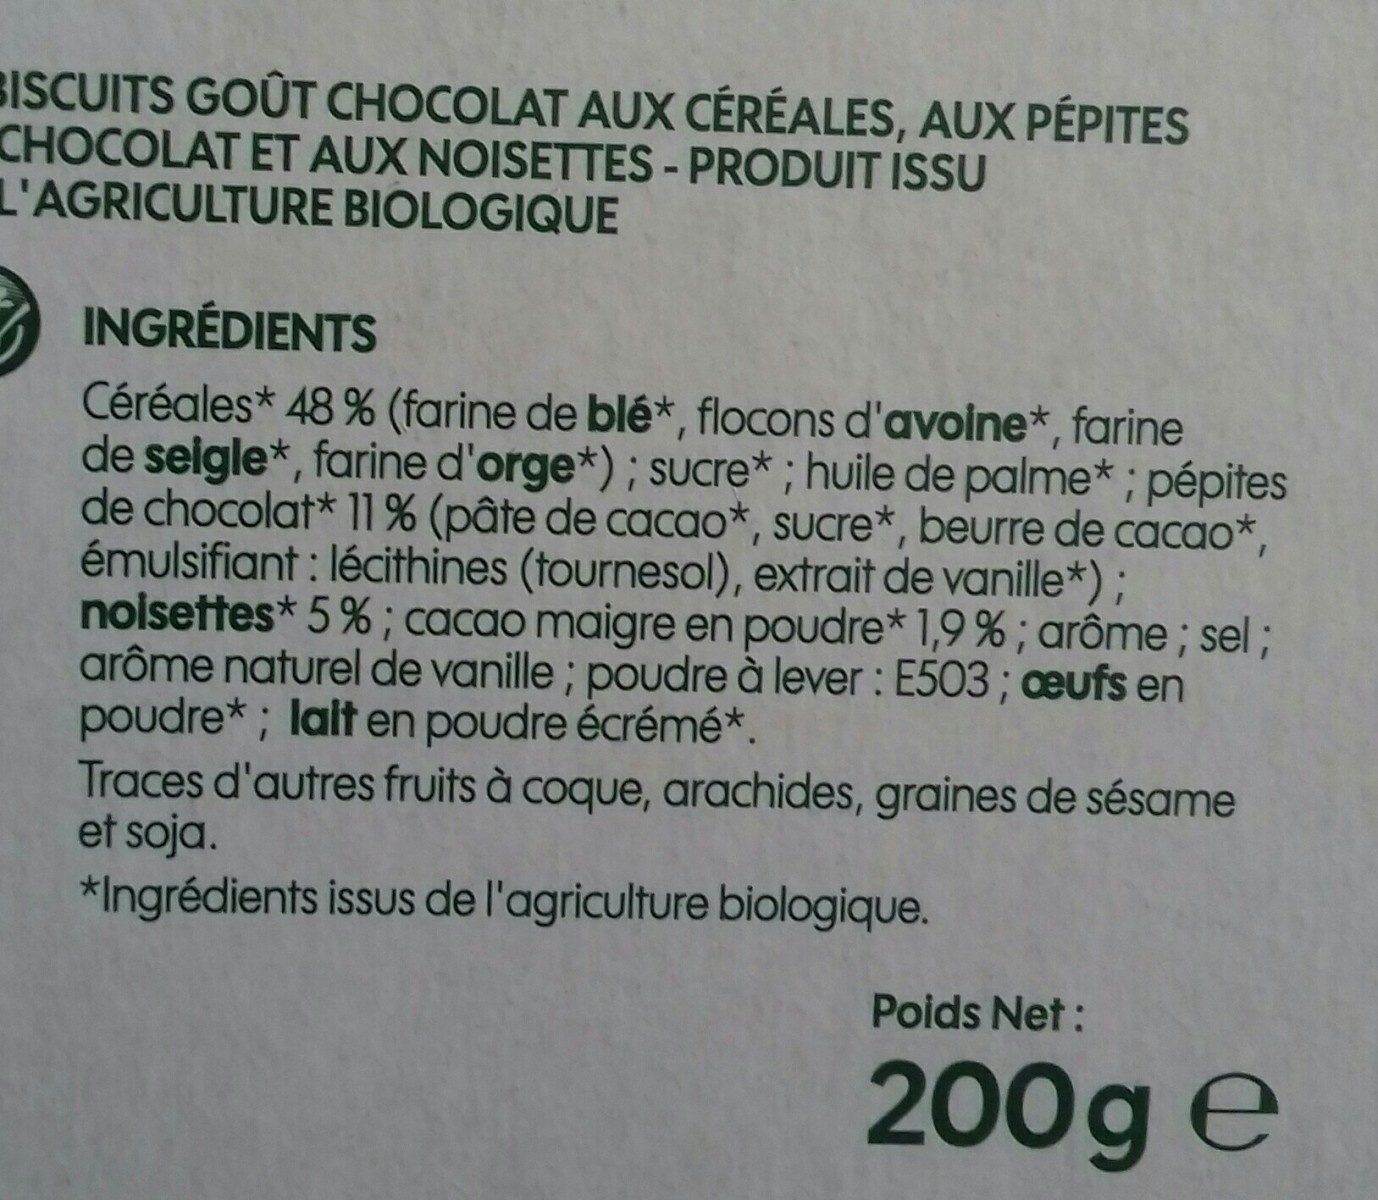 BISCUITS GOÛT CHOCOLAT AUX CÉRÉALES, AUX PÉPITES
CHOCOLAT ET AUX NOISETTES - PRODUIT ISSU
L'AGRICULTURE BIOLOGIQUE
INGRÉDIENTS
Céréales* 48 % (farine de blé*, flocons d'avoine*, farine
de seigle*, farine d'orge*) ; sucre* ; huile de palme* ; pépites
de chocolat* 11 % (pâte de cacao*, sucre*, beurre de cacao*,
émulsifiant : lécithines (tournesol), extrait de vanille*) ;
noisettes* 5 % ; cacao maigre en poudre* 1,9 % ; arôme ; sel ;
arôme naturel de vanille ; poudre à lever : E503 ; œufs en
poudre* ; lait en poudre écrémé*.
Traces d'autres fruits à coque, arachides, graines de sésame
et soja.
*Ingrédients issus de l'agriculture biologique.
Poids Net :
200g e